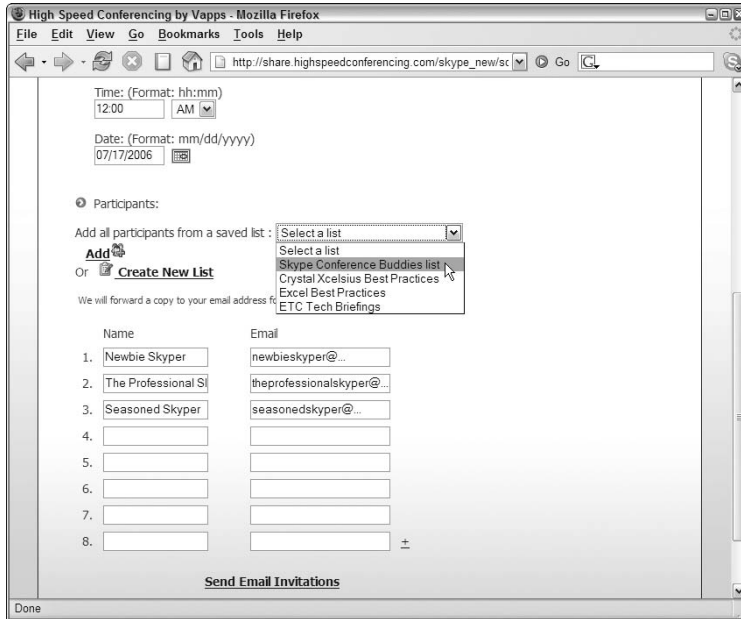 High Speed Conferencing by Vapps - Mozilla Firefox
File Edit View Go Bookmarks Tools Help
http://share.highspeedconferencing.com/skype_new/sc Go G
Time: (Format: hh:mm)
12:00 AM
Date: (Format: mm/dd/yyyy)
07/17/2006
Participants:
Add all participants from a saved list : Select a list
Add
Select a list
Skype Conference Buddies list
Or Create New List
Crystal Xcelsius Best Practices
Excel Best Practices
We will forward a copy to your email address fo
ETC Tech Briefings
Name Email
1. Newbie Skyper newbieskyper@...
2. The Professional Sl theprofessionalskyper@...
3. Seasoned Skyper seasonedskyper@...
4.
5.
6.
7.
8. +
Send Email Invitations
Done